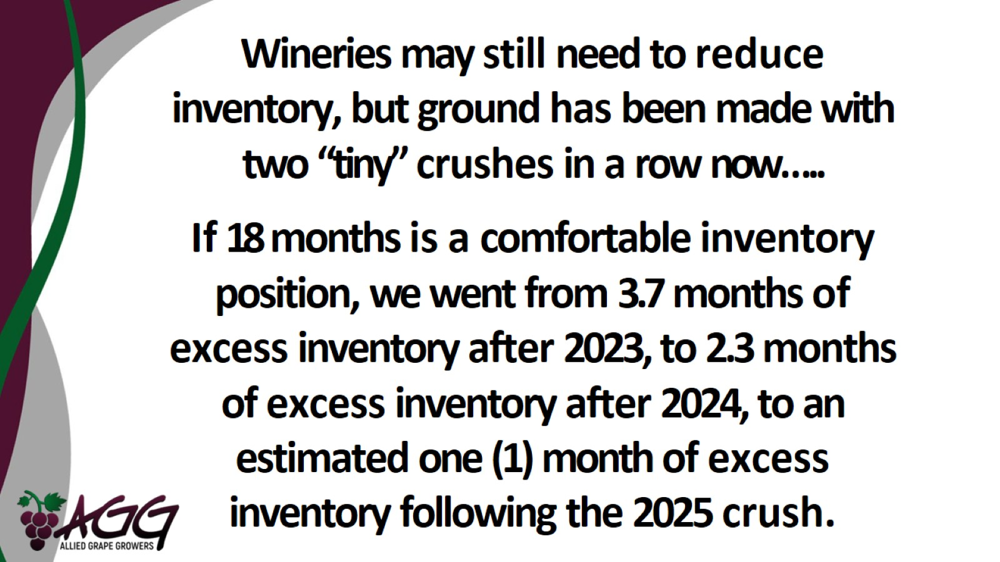 Wineries may still need to reduce
inventory, but ground has been made with
two “tiny” crushes in a row now…..
If 18 months is a comfortable inventory
position, we went from 3.7 months of
excess inventory after 2023, to 2.3 months
of excess inventory after 2024, to an
estimated one (1) month of excess
inventory following the 2025 crush.
AGG
ALLIED GRAPE GROWERS